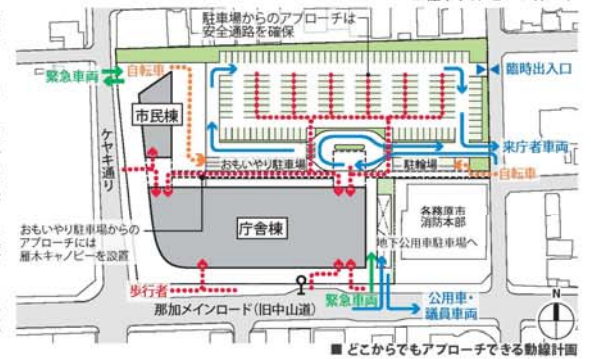 駐車場からのアプローチは
安全通路を確保
緊急車両
自転車
臨時出入口
市民棟
ケヤキ通り
来庁者車両
おもいやり駐車場
駐輪場
自転車
おもいやり駐車場からの
アプローチには
雁木キャノピーを設置
庁舎棟
各務原市
消防本部
地下公用車駐車場へ
歩行者
緊急車両
公用車・
議員車両
那加メインロード(旧中山道)
N
■ どこからでもアプローチできる動線計画